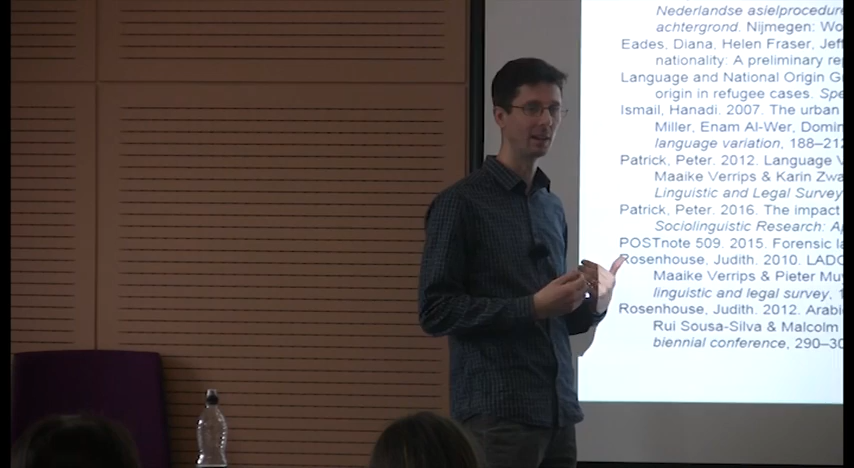 Nederlandse asielprocedure
achtergrond. Nijmegen: Wo
Eades, Diana, Helen Fraser, Jeff
nationality: A preliminary re
Language and National Origin G
origin in refugee cases. Spe
Ismail, Hanadi. 2007. The urban
Miller, Enam Al-Wer, Domin
language variation, 188–212
Patrick, Peter. 2012. Language V
Maaike Verrips & Karin Zwa
Linguistic and Legal Survey
Patrick, Peter. 2016. The impact
Sociolinguistic Research: A
POSTnote 509. 2015. Forensic la
Rosenhouse, Judith. 2010. LADO
Maaike Verrips & Pieter Muy
linguistic and legal survey. 1
Rosenhouse, Judith. 2012. Arabi
Rui Sousa-Silva & Malcolm
biennial conference, 290–30